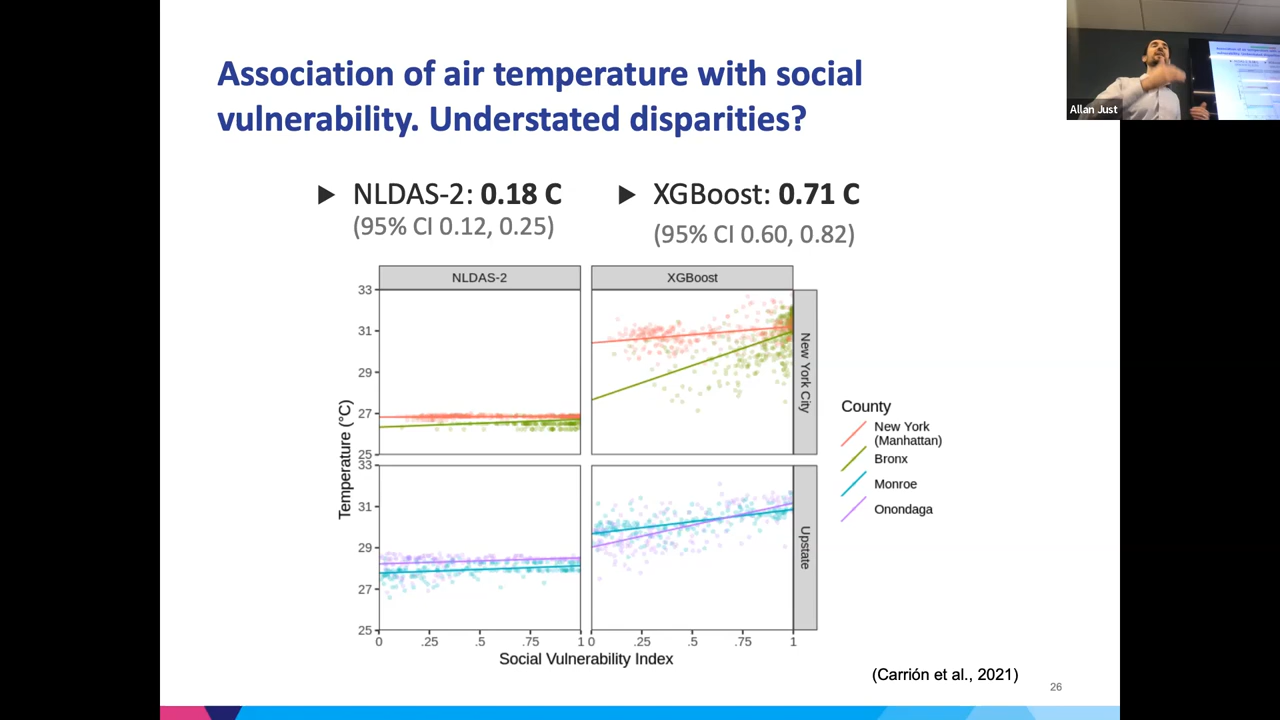 Association of air temperature with social
vulnerability. Understated disparities?
Allan Just
▶ NLDAS-2: 0.18 C
(95% CI 0.12, 0.25)
▶ XGBoost: 0.71 C
(95% CI 0.60, 0.82)
NLDAS-2
XGBoost
33
31
29
27
25
New York City
33
31
29
27
25
Upstate
Temperature (°C)
0 .25 .5 .75 1
0 .25 .5 .75 1
Social Vulnerability Index
County
New York
(Manhattan)
Bronx
Monroe
Onondaga
(Carrión et al., 2021)
26